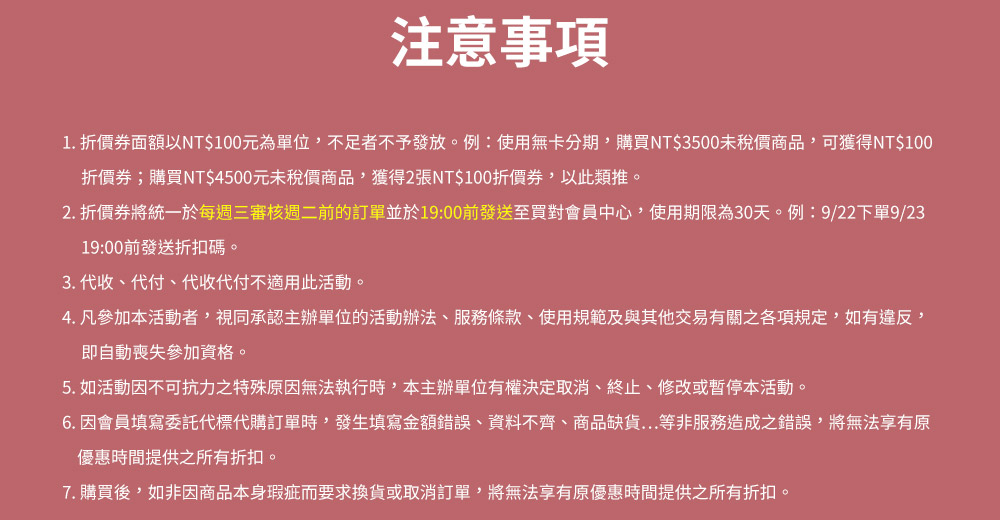 注意事項
1. 折價券面額以NT$100元為單位，不足者不予發放。例：使用無卡分期，購買NT$3500未稅價商品，可獲得NT$100
折價券；購買NT$4500元未稅價商品，獲得2張NT$100折價券，以此類推。
2. 折價券將統一於每週三審核週二前的訂單並於19:00前發送至買對會員中心，使用期限為30天。例：9/22下單9/23
19:00前發送折扣碼。
3. 代收、代付、代收代付不適用此活動。
4. 凡參加本活動者，視同承認主辦單位的活動辦法、服務條款、使用規範及與其他交易有關之各項規定，如有違反，
即自動喪失參加資格。
5. 如活動因不可抗力之特殊原因無法執行時，本主辦單位有權決定取消、終止、修改或暫停本活動。
6. 因會員填寫委託代標代購訂單時，發生填寫金額錯誤、資料不齊、商品缺貨…等非服務造成之錯誤，將無法享有原
優惠時間提供之所有折扣。
7. 購買後，如非因商品本身瑕疵而要求換貨或取消訂單，將無法享有原優惠時間提供之所有折扣。